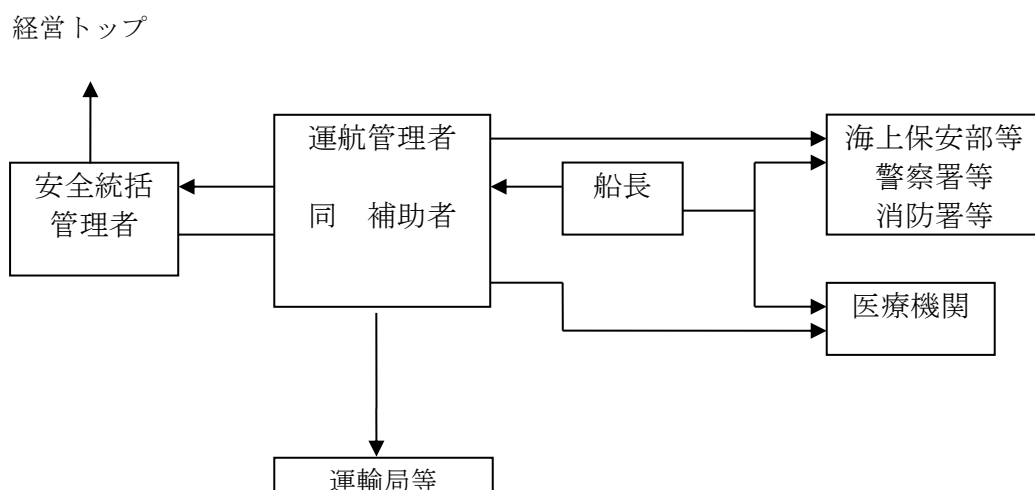 経営トップ
安全統括
管理者
運航管理者
同　補助者
船長
海上保安部等
警察署等
消防署等
医療機関
運輸局等